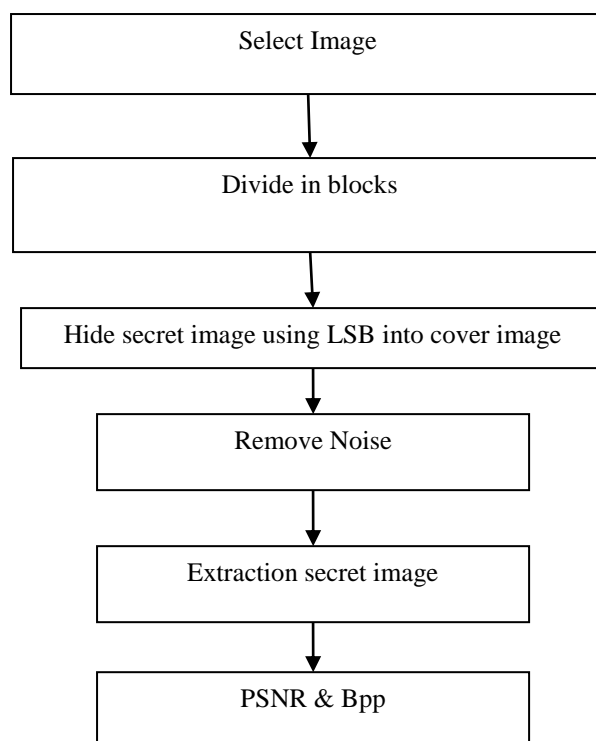 Select Image
Divide in blocks
Hide secret image using LSB into cover image
Remove Noise
Extraction secret image
PSNR & Bpp